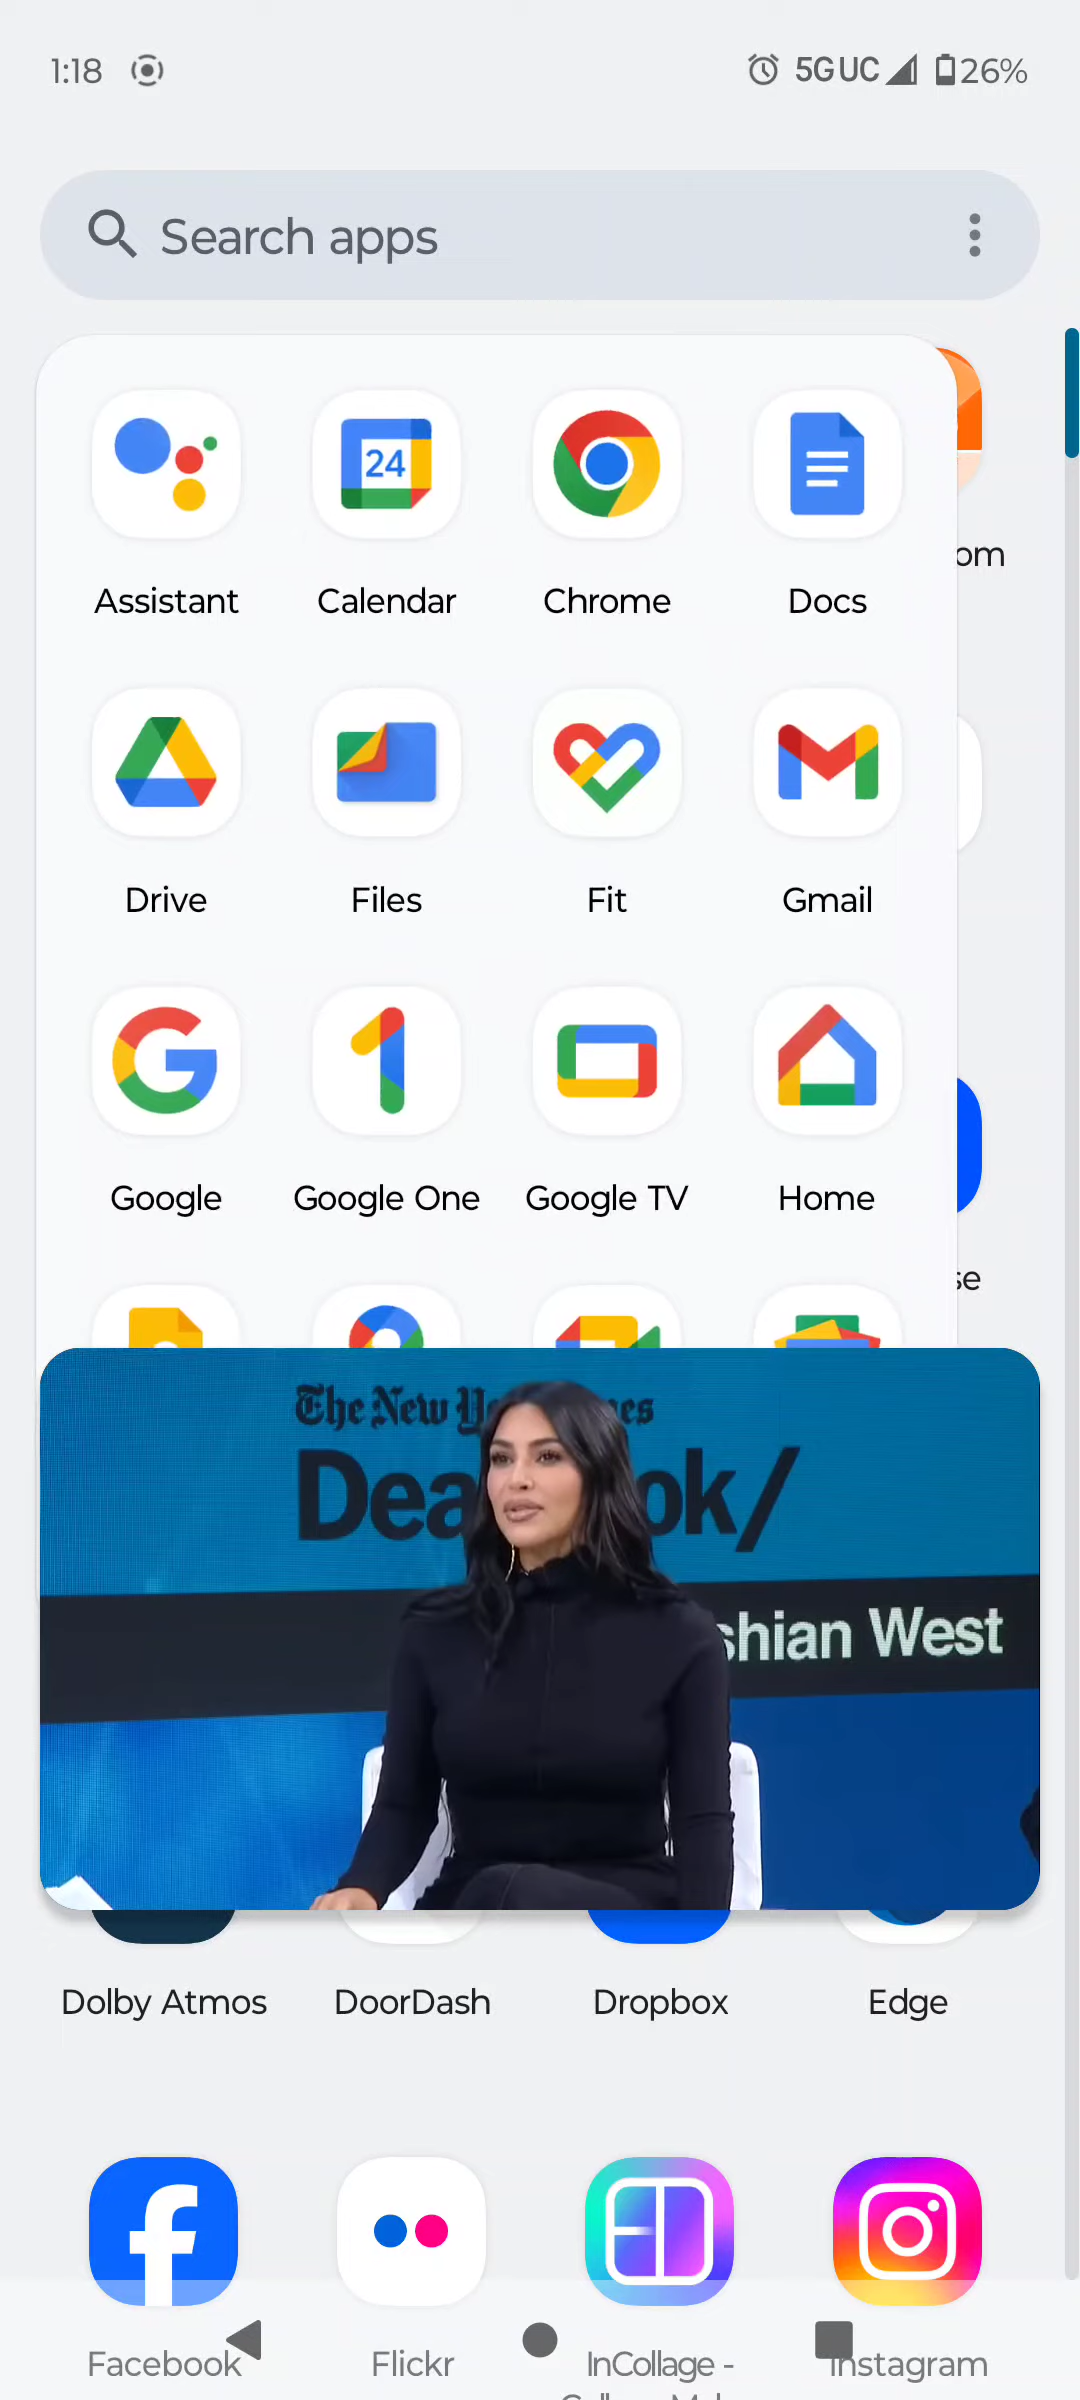 1:18
5G UC
26%
Search apps
24
Assistant
Calendar
Chrome
Docs
om
Drive
Files
Fit
Gmail
Google
Google One
Google TV
Home
se
The New
es
Dea ok/
shian West
Dolby Atmos
DoorDash
Dropbox
Edge
Facebook
Flickr
InCollage -
Instagram